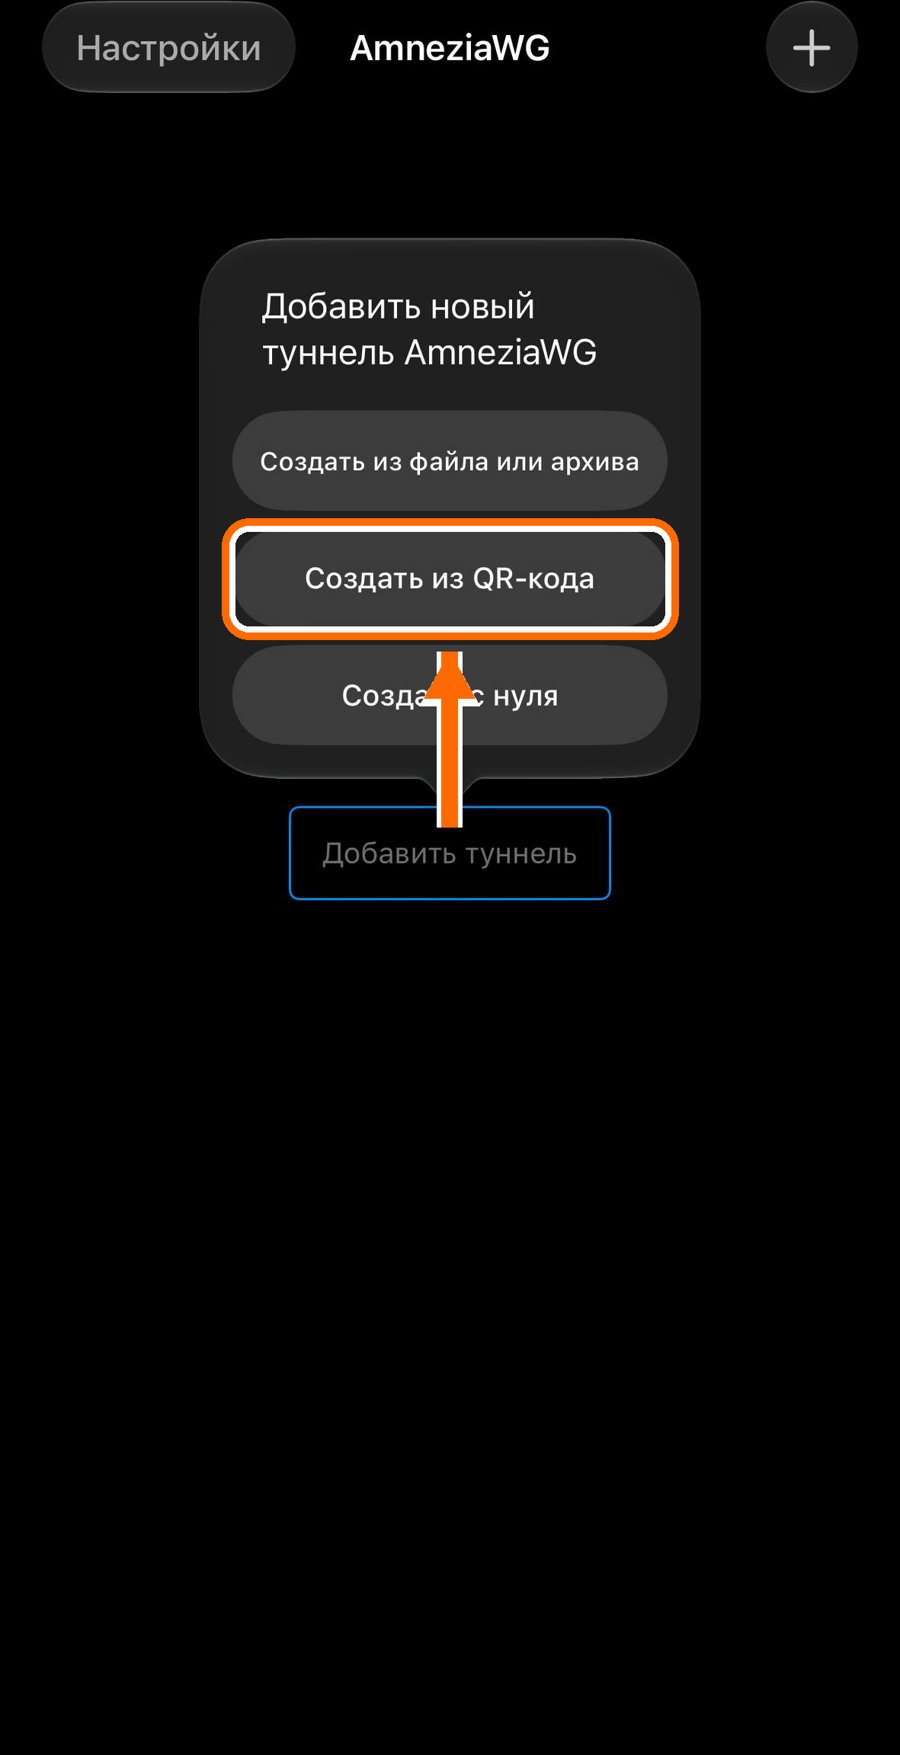 Настройки
AmneziaWG
Добавить новый
туннель AmneziaWG
Создать из файла или архива
Создать из QR-кода
с нуля
Добавить туннель